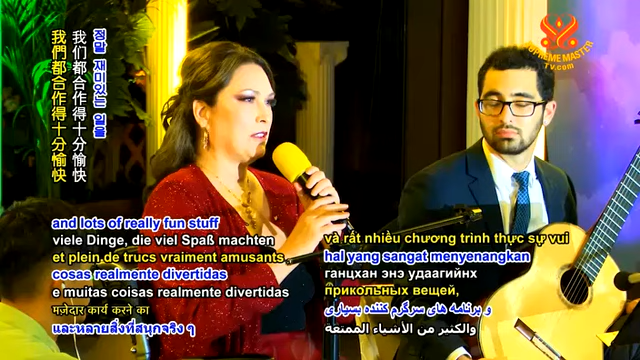 我們都合作得十分愉快
我们都合作得十分愉快
정말 재미있는 일을
SUPREME MASTER
TV.com
and lots of really fun stuff
viele Dinge, die viel Spaß machten
et plein de trucs vraiment amusants,
cosas realmente divertidas
e muitas coisas realmente divertidas
मज़ेदार कार्य करने का
และหลายสิ่งที่สนุกจริง ๆ
và rất nhiều chương trình thực sự vui
hal yang sangat menyenangkan
ганцхан энэ удаагийнх
прикольных вещей,
و برنامه های سرگرم کننده بسیاری
والكثير من الأشياء الممتعة